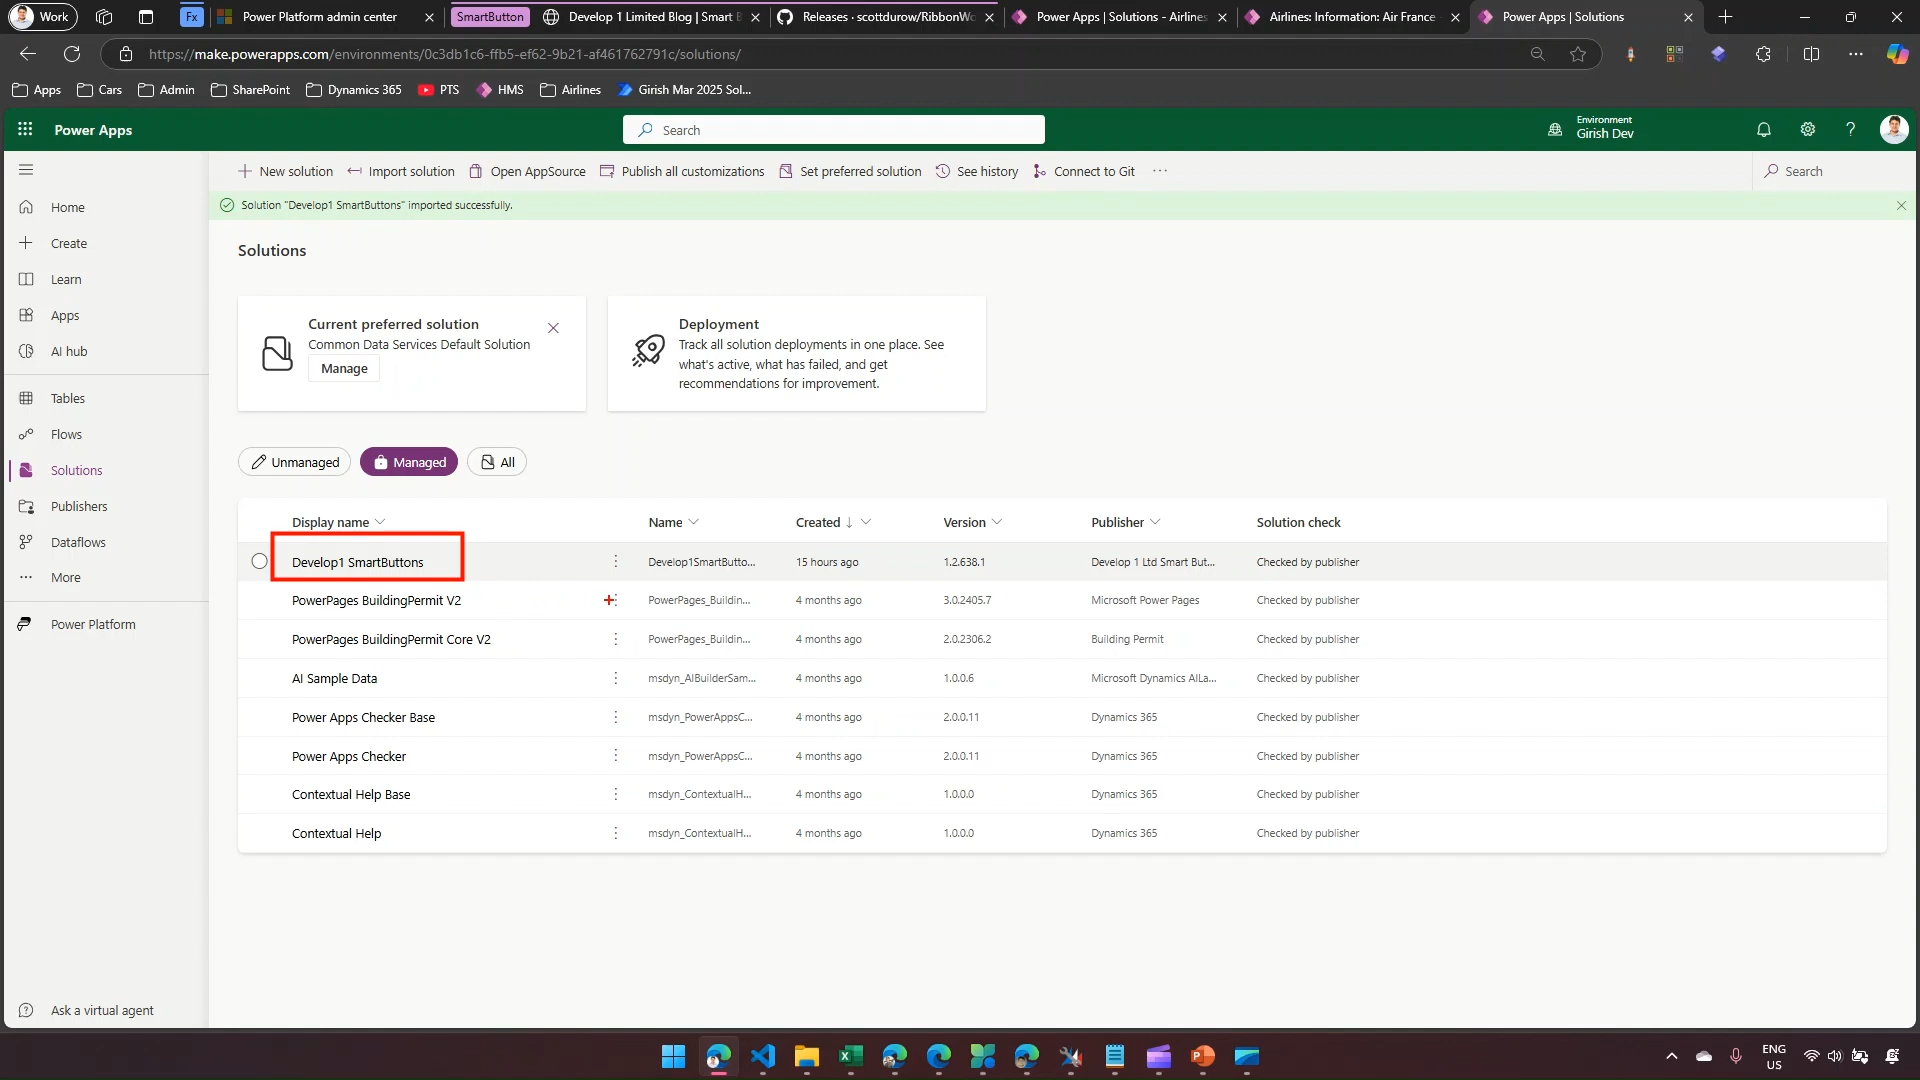 Work
Fx
Power Platform admin center
SmartButton
Develop 1 Limited Blog | Smart B
Releases · scottdurow/RibbonWo
Power Apps | Solutions - Airlines
Airlines: Information: Air France
Power Apps | Solutions
https://make.powerapps.com/environments/0c3db1c6-ffb5-ef62-9b21-af461762791c/solutions/
Apps
Cars
Admin
SharePoint
Dynamics 365
PTS
HMS
Airlines
Girish Mar 2025 Sol...
Power Apps
Search
Environment
Girish Dev
?
New solution
Import solution
Open AppSource
Publish all customizations
Set preferred solution
See history
Connect to Git
...
Search
Solution "Develop1 SmartButtons" imported successfully.
Home
Create
Learn
Apps
AI hub
Tables
Flows
Solutions
Publishers
Dataflows
More
Power Platform
Ask a virtual agent
Solutions
Current preferred solution
Common Data Services Default Solution
Manage
Deployment
Track all solution deployments in one place. See
what's active, what has failed, and get
recommendations for improvement.
Unmanaged
Managed
All
Display name Name Created Version Publisher Solution check
Develop1 SmartButtons Develop1SmartButto... 15 hours ago 1.2.638.1 Develop 1 Ltd Smart But... Checked by publisher
PowerPages BuildingPermit V2 PowerPages_Buildin... 4 months ago 3.0.2405.7 Microsoft Power Pages Checked by publisher
PowerPages BuildingPermit Core V2 PowerPages_Buildin... 4 months ago 2.0.2306.2 Building Permit Checked by publisher
AI Sample Data msdyn_AIBuilderSam... 4 months ago 1.0.0.6 Microsoft Dynamics AILa... Checked by publisher
Power Apps Checker Base msdyn_PowerAppsC... 4 months ago 2.0.0.11 Dynamics 365 Checked by publisher
Power Apps Checker msdyn_PowerAppsC... 4 months ago 2.0.0.11 Dynamics 365 Checked by publisher
Contextual Help Base msdyn_ContextualH... 4 months ago 1.0.0.0 Dynamics 365 Checked by publisher
Contextual Help msdyn_ContextualH... 4 months ago 1.0.0.0 Dynamics 365 Checked by publisher
ENG
US